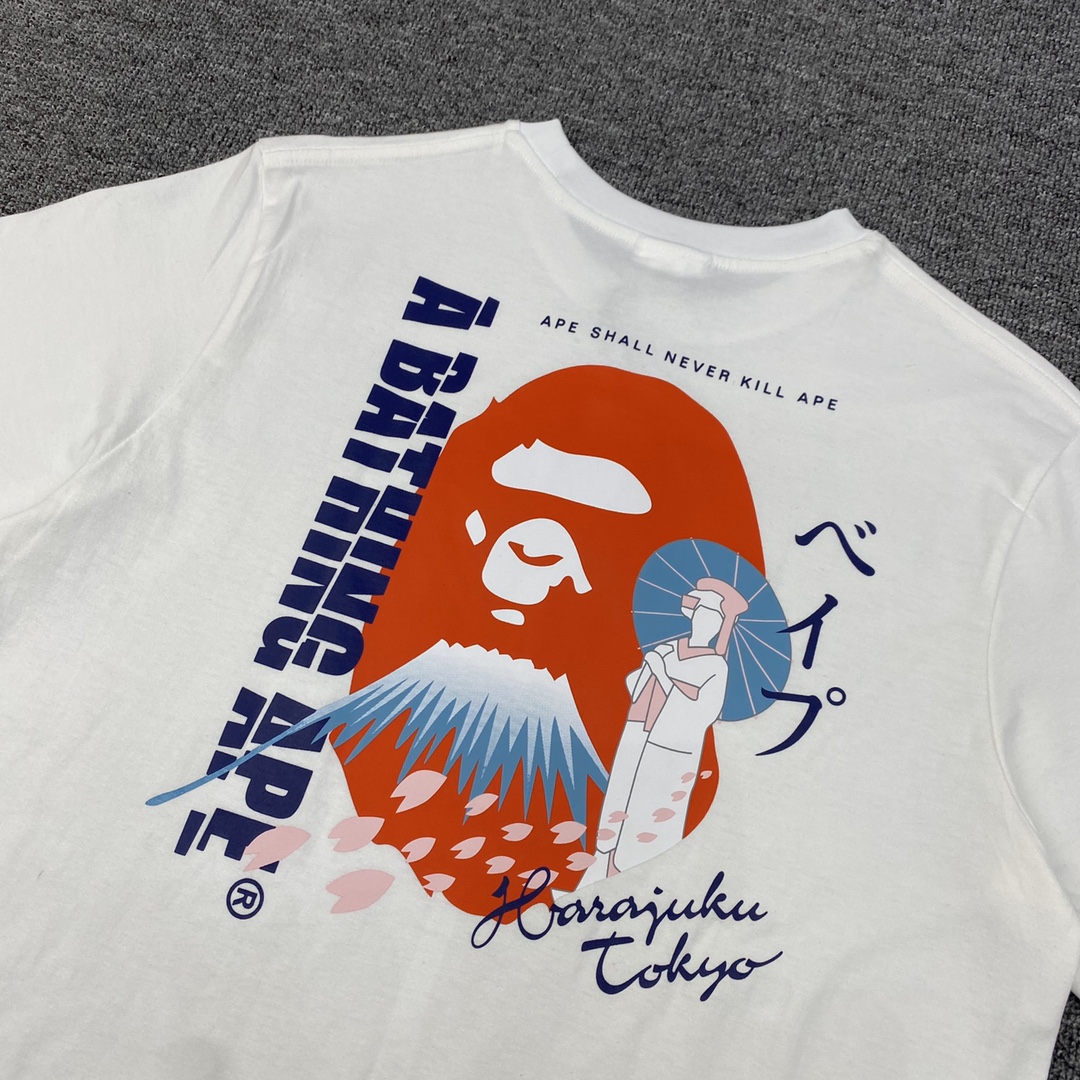 APE SHALL NEVER KILL APE
A BATHING APE®
ベイプ
Harajuku
Tokyo